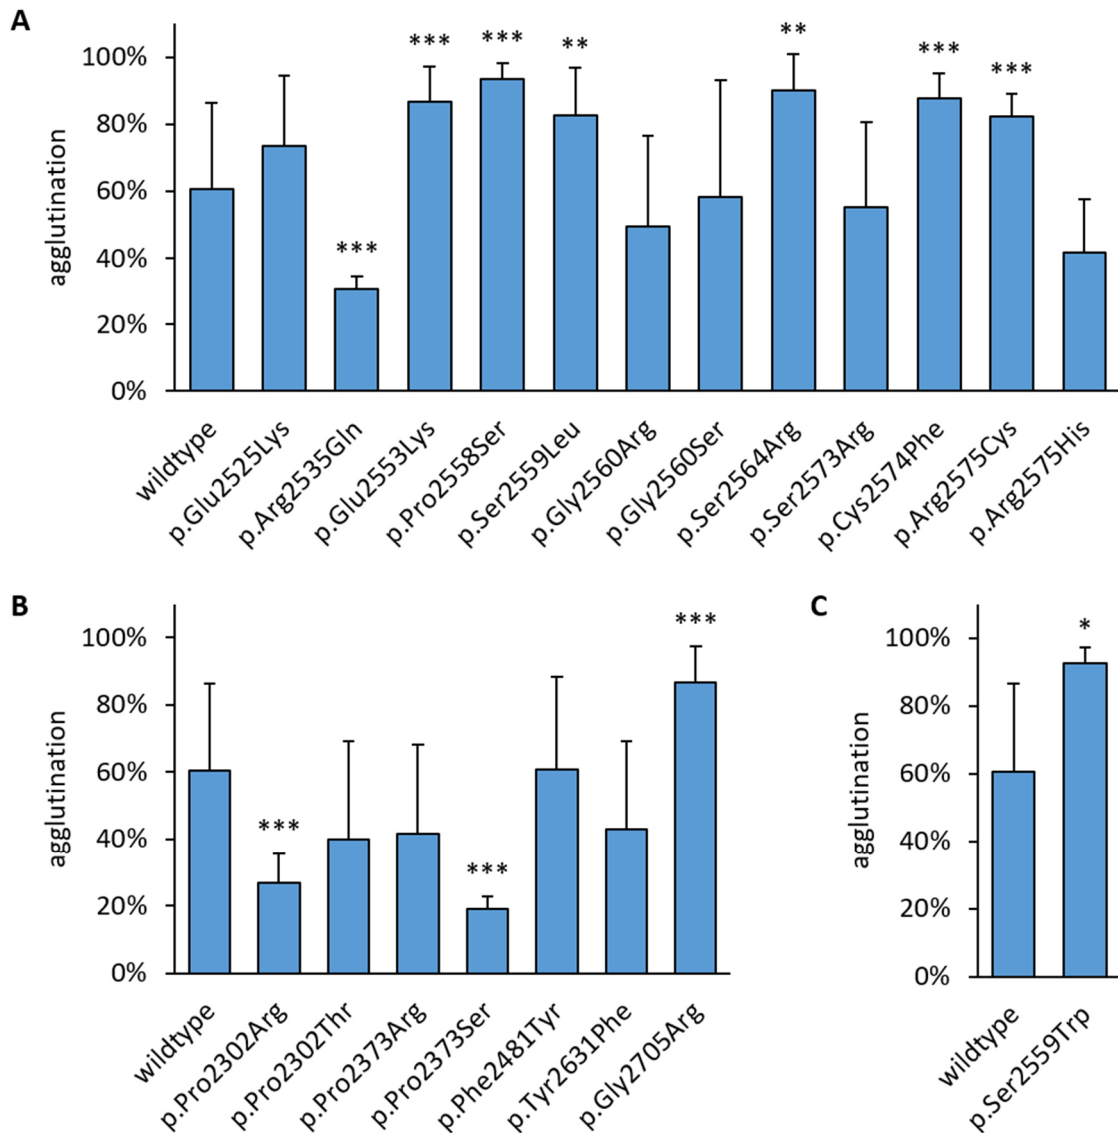 A
agglutination
100%
80%
60%
40%
20%
0%
***
***
***
**
**
***
***
wildtype
p.Glu2525Lys
p.Arg2535Gln
p.Glu2553Lys
p.Pro2558Ser
p.Ser2559Leu
p.Gly2560Arg
p.Gly2560Ser
p.Ser2564Arg
p.Ser2573Arg
p.Cys2574Phe
p.Arg2575Cys
p.Arg2575His
B
agglutination
100%
80%
60%
40%
20%
0%
***
***
***
wildtype
p.Pro2302Arg
p.Pro2302Thr
p.Pro2373Arg
p.Pro2373Ser
p.Phe2481Tyr
p.Tyr2631Phe
p.Gly2705Arg
C
agglutination
100%
80%
60%
40%
20%
0%
*
wildtype
p.Ser2559Trp